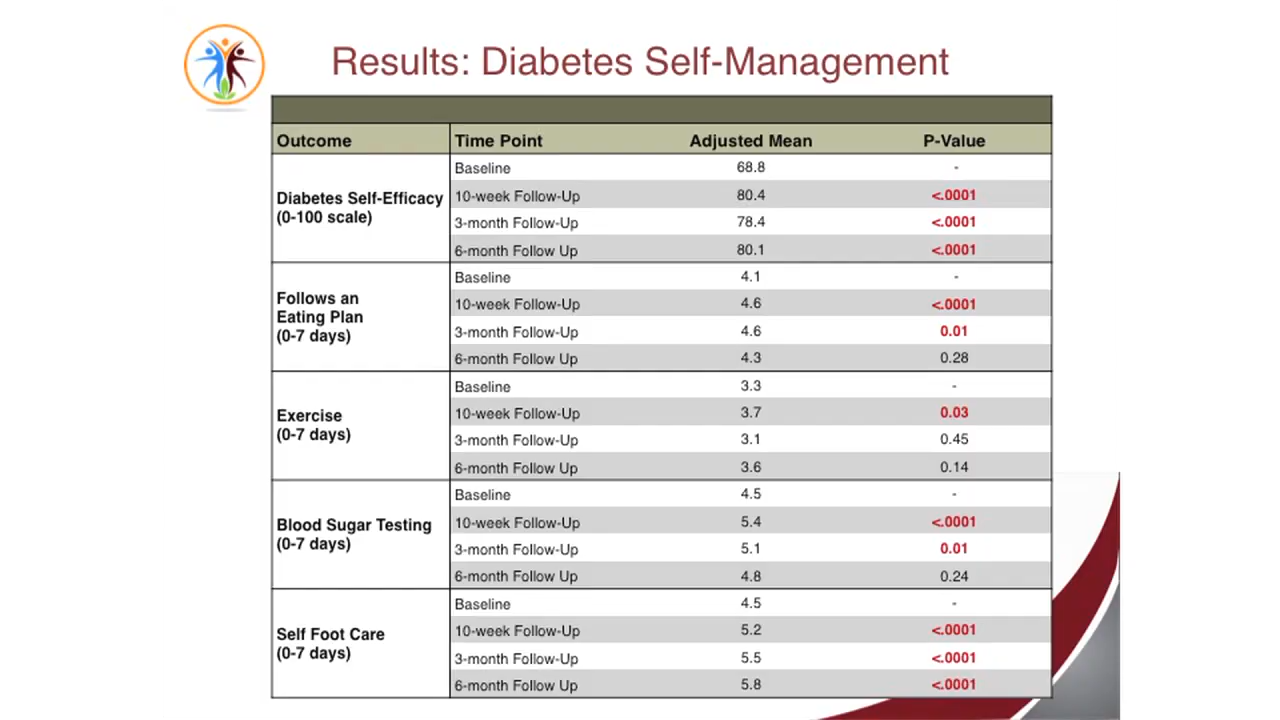 Results: Diabetes Self-Management
Outcome Time Point Adjusted Mean P-Value
Diabetes Self-Efficacy
(0-100 scale)
Baseline 68.8 -
10-week Follow-Up 80.4 <.0001
3-month Follow-Up 78.4 <.0001
6-month Follow Up 80.1 <.0001
Follows an
Eating Plan
(0-7 days)
Baseline 4.1 -
10-week Follow-Up 4.6 <.0001
3-month Follow-Up 4.6 0.01
6-month Follow Up 4.3 0.28
Exercise
(0-7 days)
Baseline 3.3 -
10-week Follow-Up 3.7 0.03
3-month Follow-Up 3.1 0.45
6-month Follow Up 3.6 0.14
Blood Sugar Testing
(0-7 days)
Baseline 4.5 -
10-week Follow-Up 5.4 <.0001
3-month Follow-Up 5.1 0.01
6-month Follow Up 4.8 0.24
Self Foot Care
(0-7 days)
Baseline 4.5 -
10-week Follow-Up 5.2 <.0001
3-month Follow-Up 5.5 <.0001
6-month Follow Up 5.8 <.0001